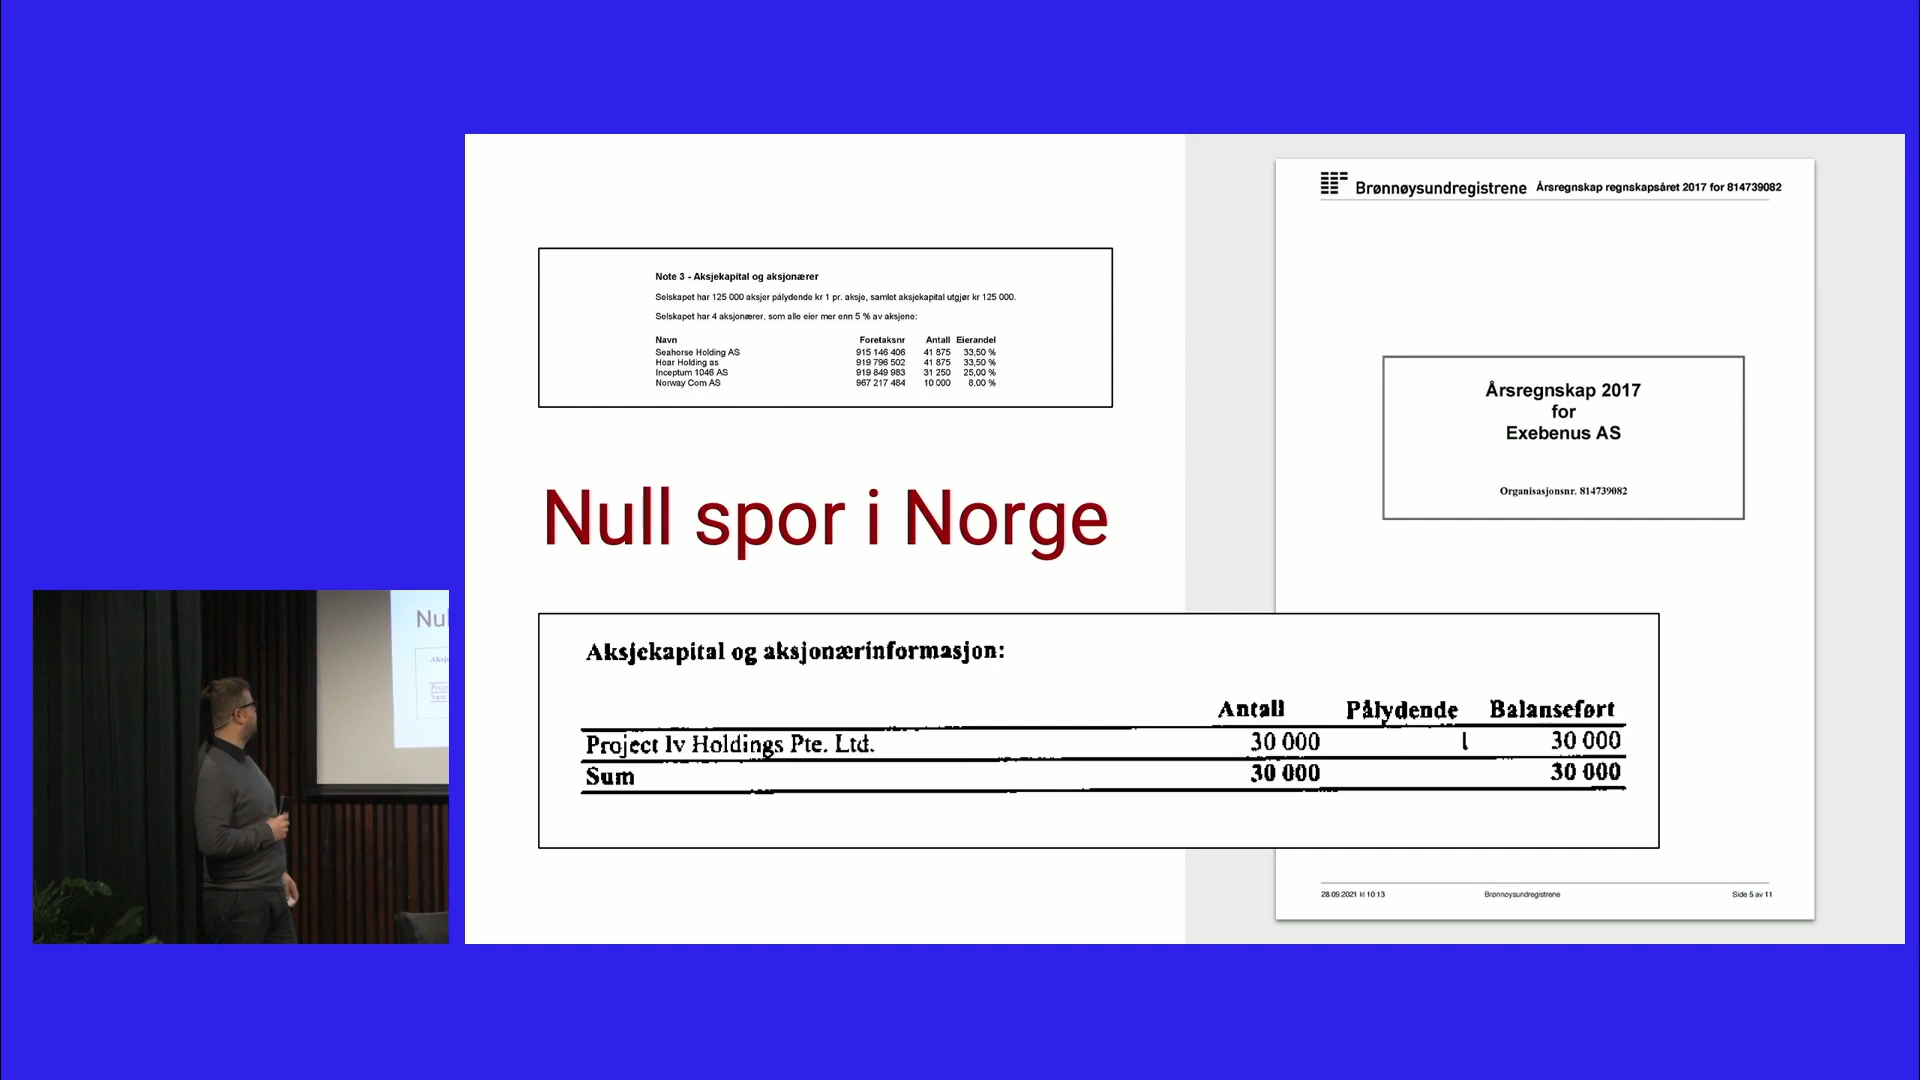 Note 3 - Aksjekapital og aksjonærer
Selskapet har 125 000 aksjer pålydende kr 1 pr. aksje, samlet aksjekapital utgjør kr 125 000.
Selskapet har 4 aksjonærer, som alle eier mer enn 5 % av aksjene:
Navn Foretaksnr Antall Eierandel
Seahorse Holding AS 915 146 406 41 875 33,50 %
Hoar Holding as 919 796 502 41 875 33,50 %
Inceptum 1046 AS 919 849 983 31 250 25,00 %
Norway Com AS 967 217 484 10 000 8,00 %
Null spor i Norge
Aksjekapital og aksjonærinformasjon:
Antall Pålydende Balanseført
Project Iv Holdings Pte. Ltd. 30 000 1 30 000
Sum 30 000 30 000
Brønnøysundregistrene Årsregnskap regnskapsåret 2017 for 814739082
Årsregnskap 2017
for
Exebenus AS
Organisasjonsnr. 814739082
28.09.2021 kl 10:13 Brønnøysundregistrene Side 5 av 11
Nul
Aksje
Project
Sum